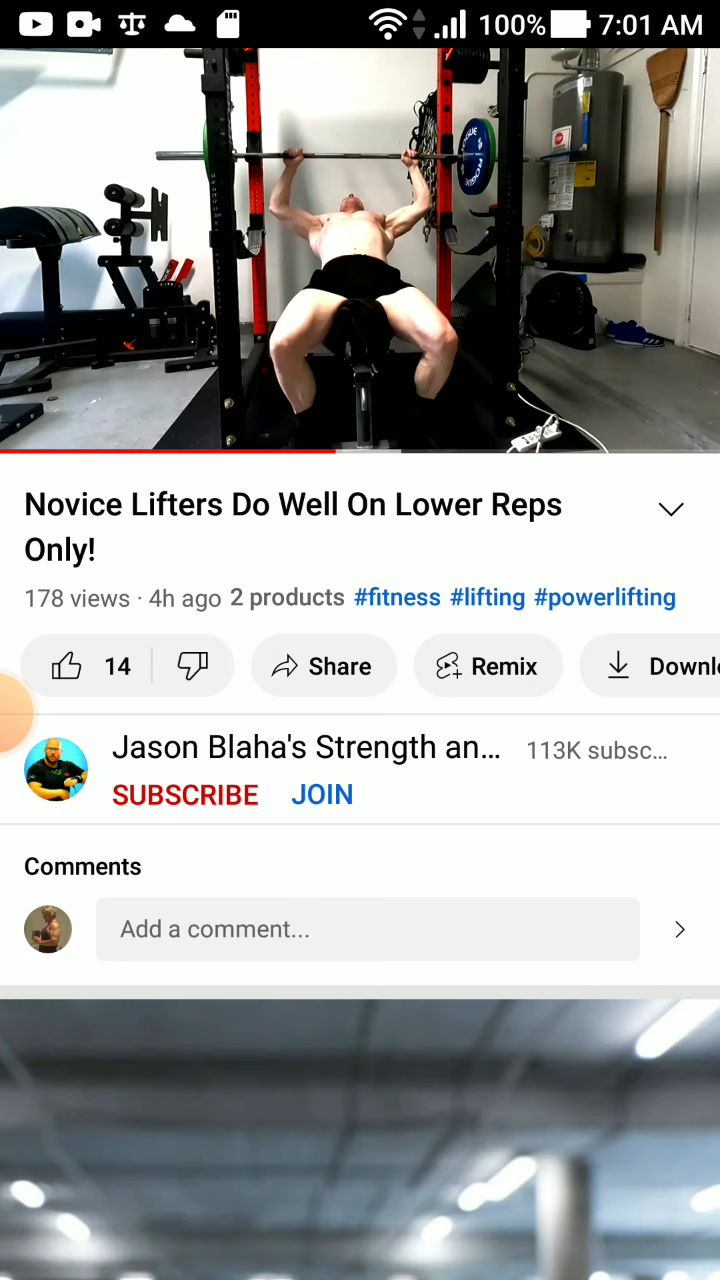 100% 7:01 AM
ROGUE
Novice Lifters Do Well On Lower Reps
Only!
178 views · 4h ago 2 products #fitness #lifting #powerlifting
14 Share Remix Downl
Jason Blaha's Strength an... 113K subsc...
SUBSCRIBE JOIN
Comments
Add a comment...